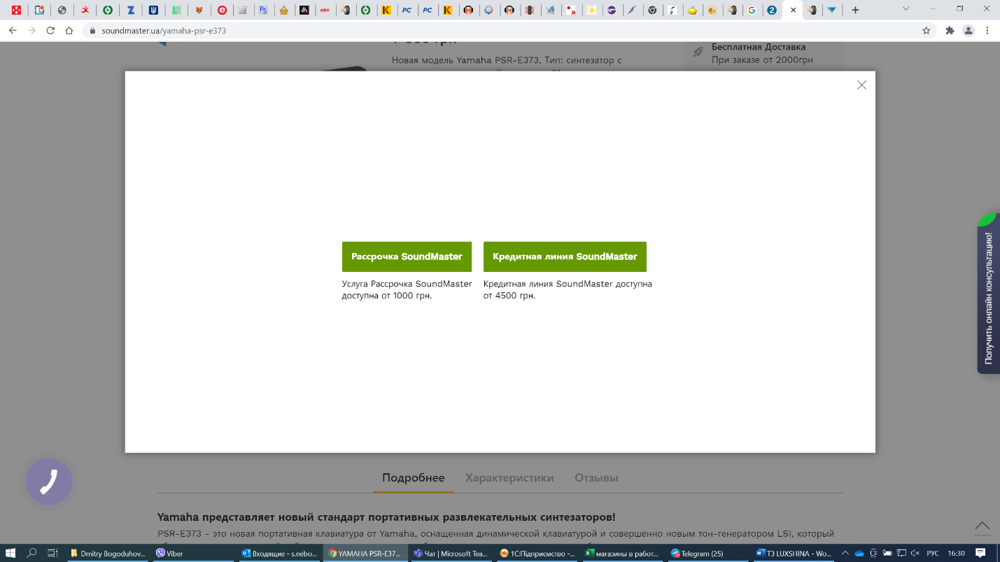 soundmaster.ua/yamaha-psr-e373
Бесплатная Доставка
При заказе от 2000грн
Новая модель Yamaha PSR-E373, Тип: синтезатор с
Рассрочка SoundMaster
Кредитная линия SoundMaster
Услуга Рассрочка SoundMaster
доступна от 1000 грн.
Кредитная линия SoundMaster доступна
от 4500 грн.
Получить онлайн консультацию!
Подробнее
Характеристики
Отзывы
Yamaha представляет новый стандарт портативных развлекательных синтезаторов!
PSR-E373 - это новая портативная клавиатура от Yamaha, оснащенная динамической клавиатурой и совершенно новым тон-генератором LSI, который
Dmitry Bogoduhov...
Viber
Входящие - s.nebo...
YAMAHA PSR-E37...
Чат | Microsoft Tea...
1С:Підприємство -...
магазины в работ...
Telegram (25)
ТЗ LUXSHINA - Wo...
РУС
16:30